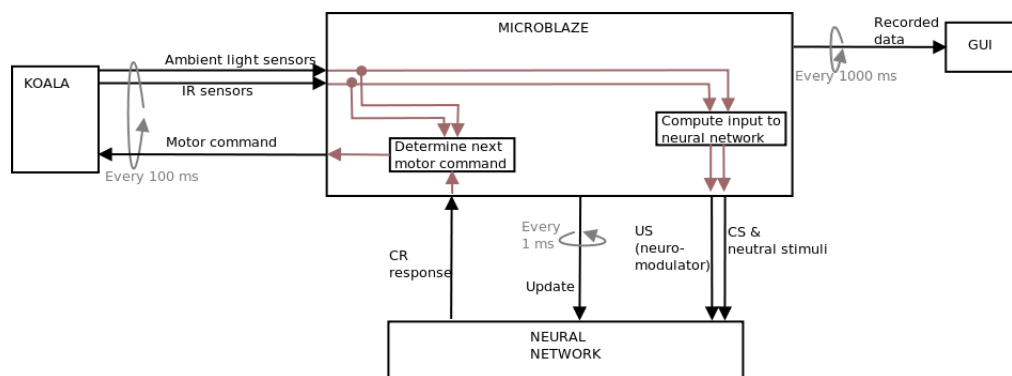 MICROBLAZE
Recorded
data
GUI
Every 1000 ms
KOALA
Ambient light sensors
IR sensors
Motor command
Every 100 ms
Determine next
motor command
Compute input to
neural network
CR
response
Every
1 ms
Update
US
(neuro-
modulator)
CS &
neutral stimuli
NEURAL
NETWORK